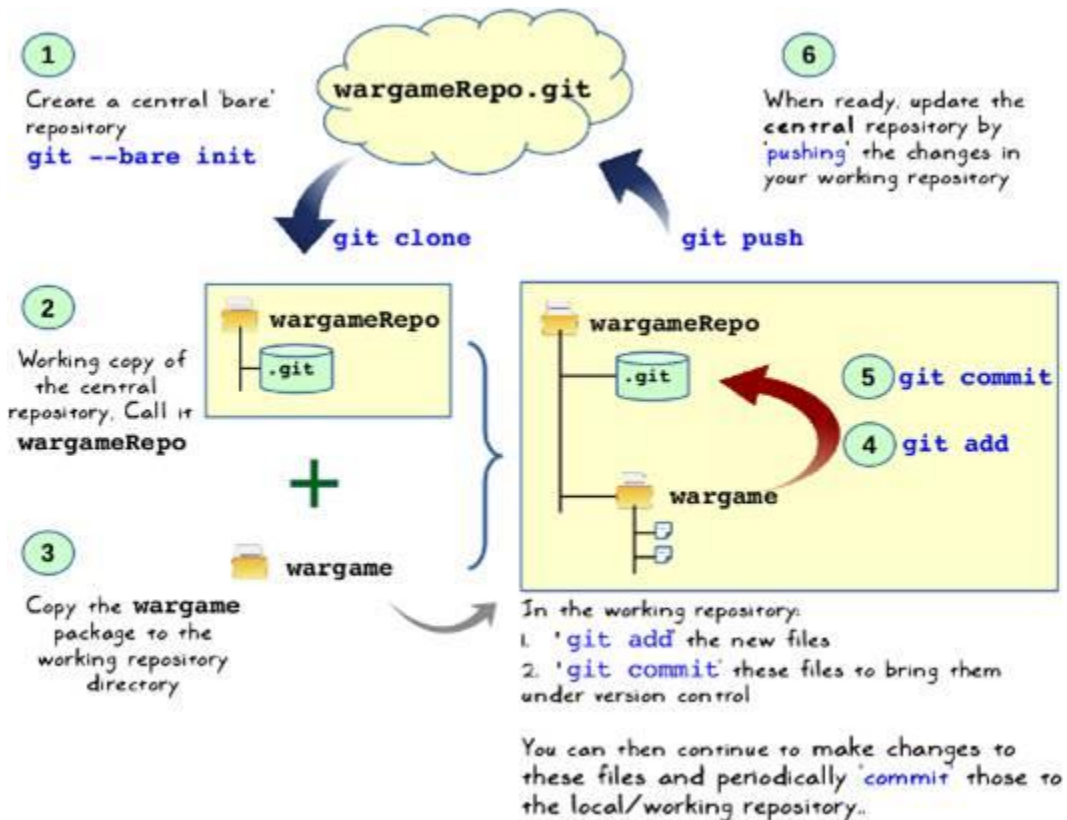 1
Create a central 'bare'
repository
git --bare init
wargameRepo.git
6
When ready, update the
central repository by
'pushing' the changes in
your working repository
git clone
git push
2
Working copy of
the central
repository. Call it
wargameRepo
wargameRepo
.git
3
Copy the wargame
package to the
working repository
directory
wargame
wargameRepo
.git
5 git commit
4 git add
wargame
In the working repository:
1. 'git add' the new files
2. 'git commit' these files to bring them
under version control
You can then continue to make changes to
these files and periodically 'commit' those to
the local/working repository..